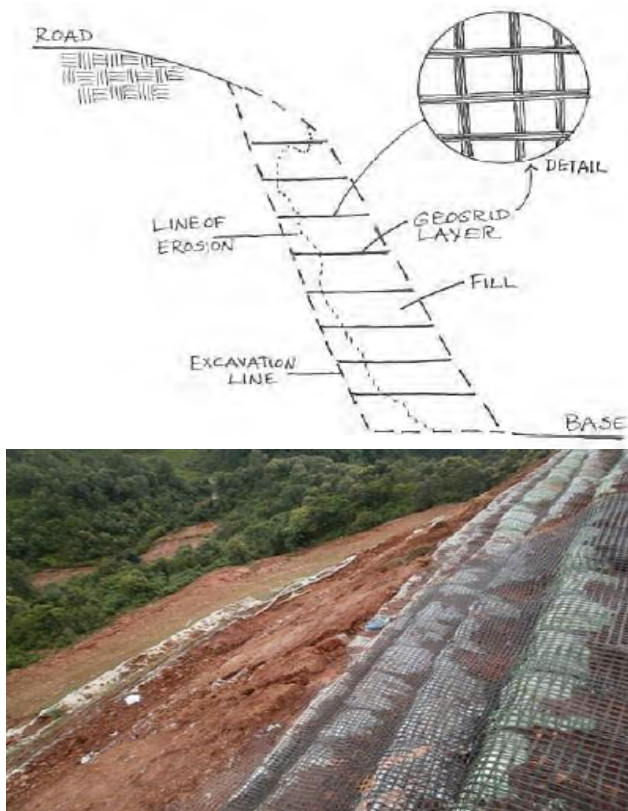 ROAD
DETAIL
LINE OF
EROSION
GEOGRID
LAYER
FILL
EXCAVATION
LINE
BASE